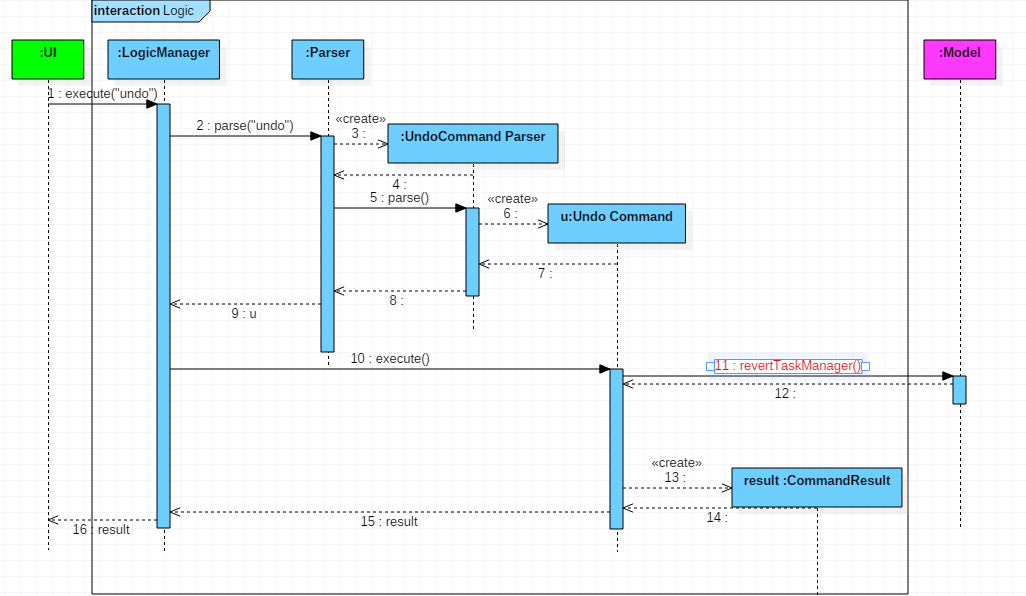 interaction Logic
:UI
:LogicManager
:Parser
:Model
1 : execute("undo")
2 : parse("undo")
«create»
3 :
:UndoCommand Parser
4 :
5 : parse()
«create»
6 :
u:Undo Command
7 :
8 :
9 : u
10 : execute()
11 : revertTaskManager()
12 :
«create»
13 :
result :CommandResult
14 :
15 : result
16 : result